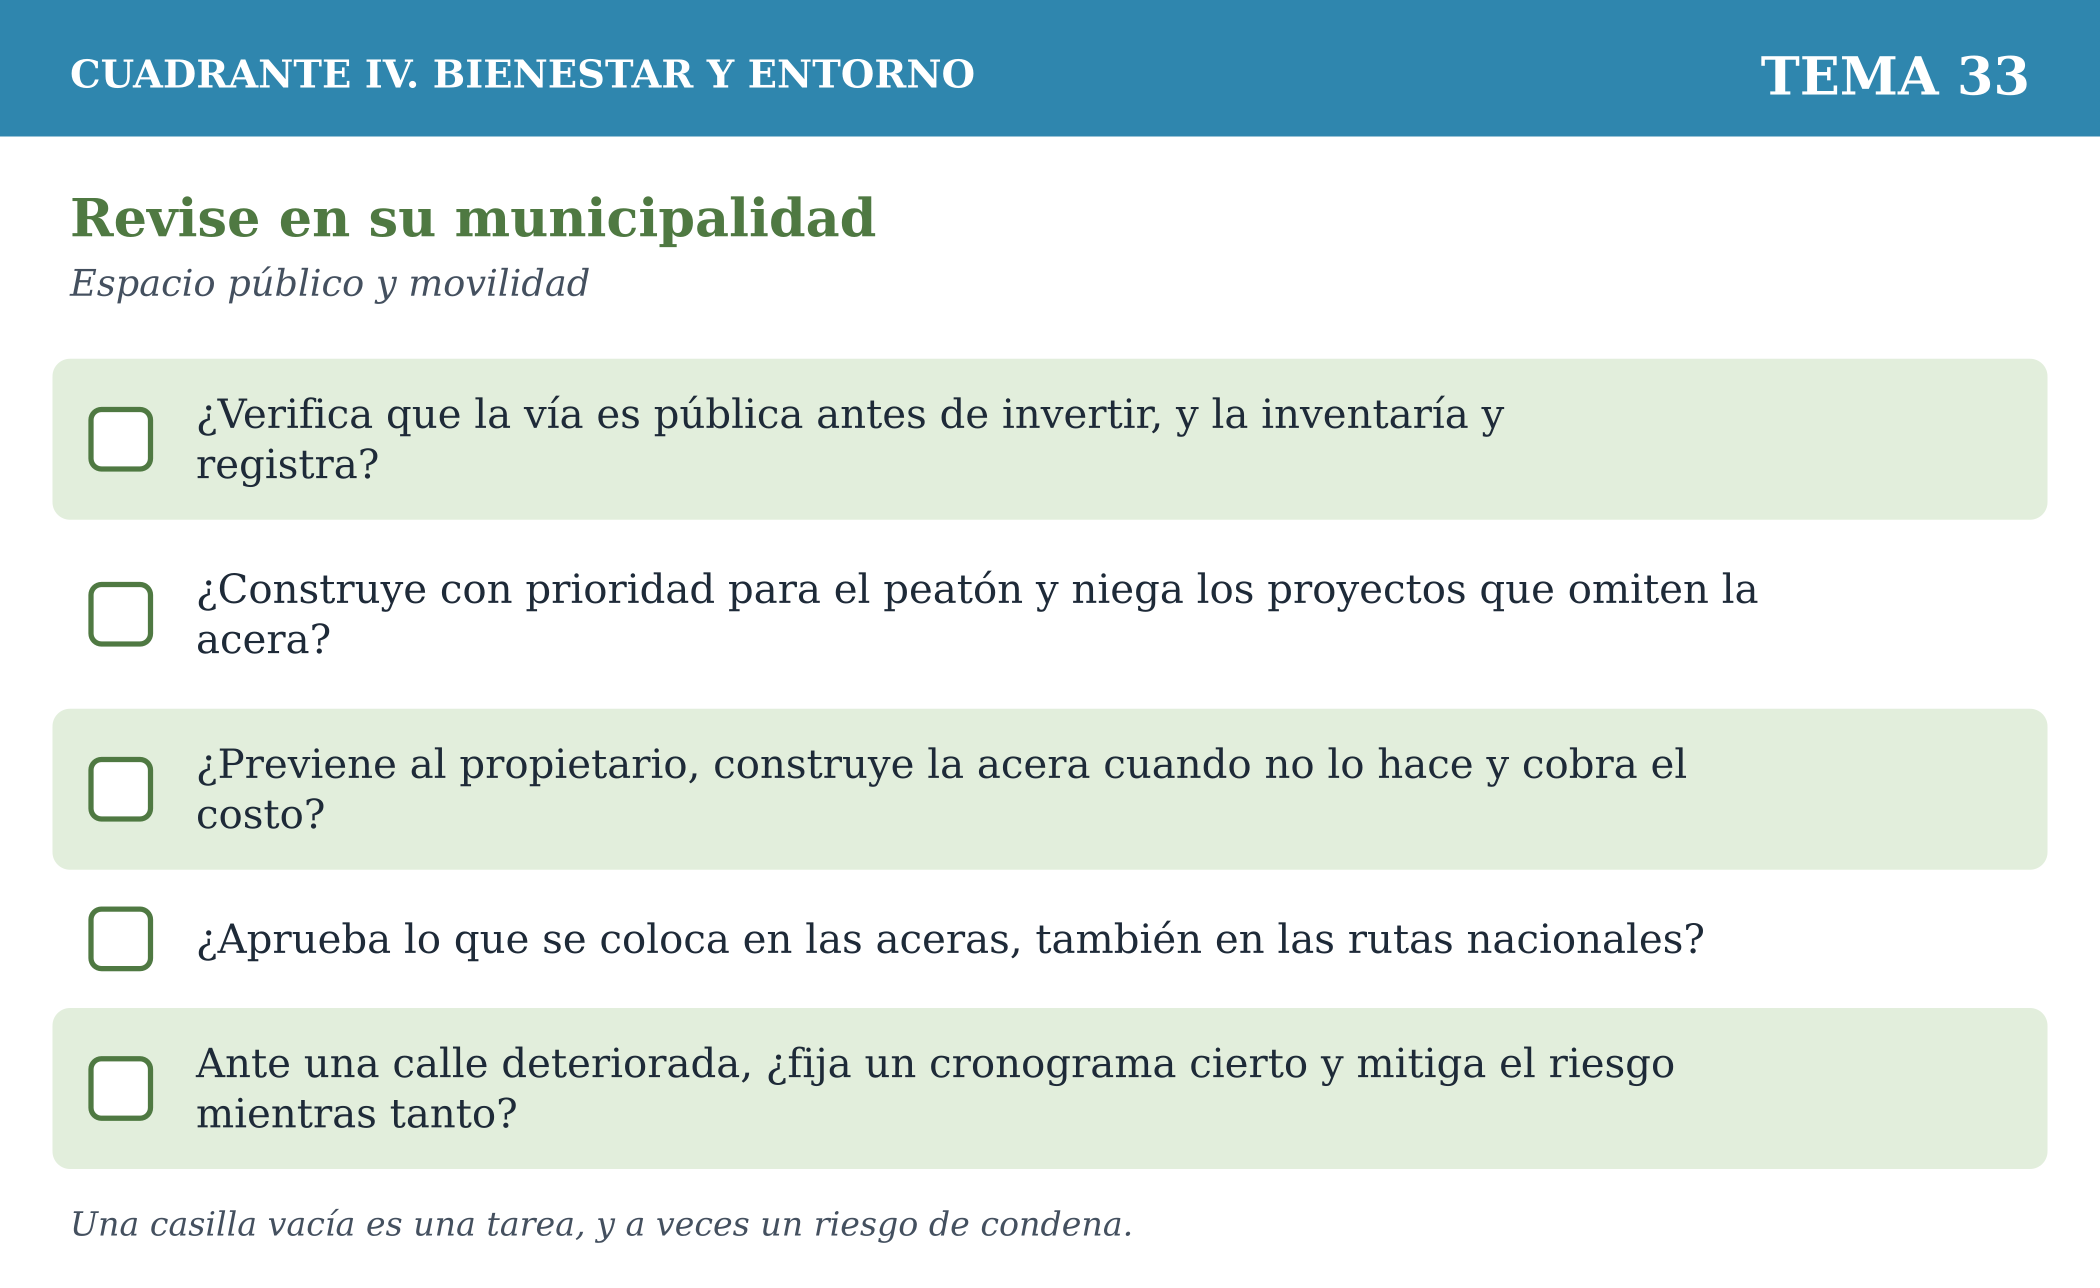 CUADRANTE IV. BIENESTAR Y ENTORNO
TEMA 33
Revise en su municipalidad
Espacio público y movilidad
¿Verifica que la vía es pública antes de invertir, y la inventaría y
registra?
¿Construye con prioridad para el peatón y niega los proyectos que omiten la
acera?
¿Previene al propietario, construye la acera cuando no lo hace y cobra el
costo?
¿Aprueba lo que se coloca en las aceras, también en las rutas nacionales?
Ante una calle deteriorada, ¿fija un cronograma cierto y mitiga el riesgo
mientras tanto?
Una casilla vacía es una tarea, y a veces un riesgo de condena.